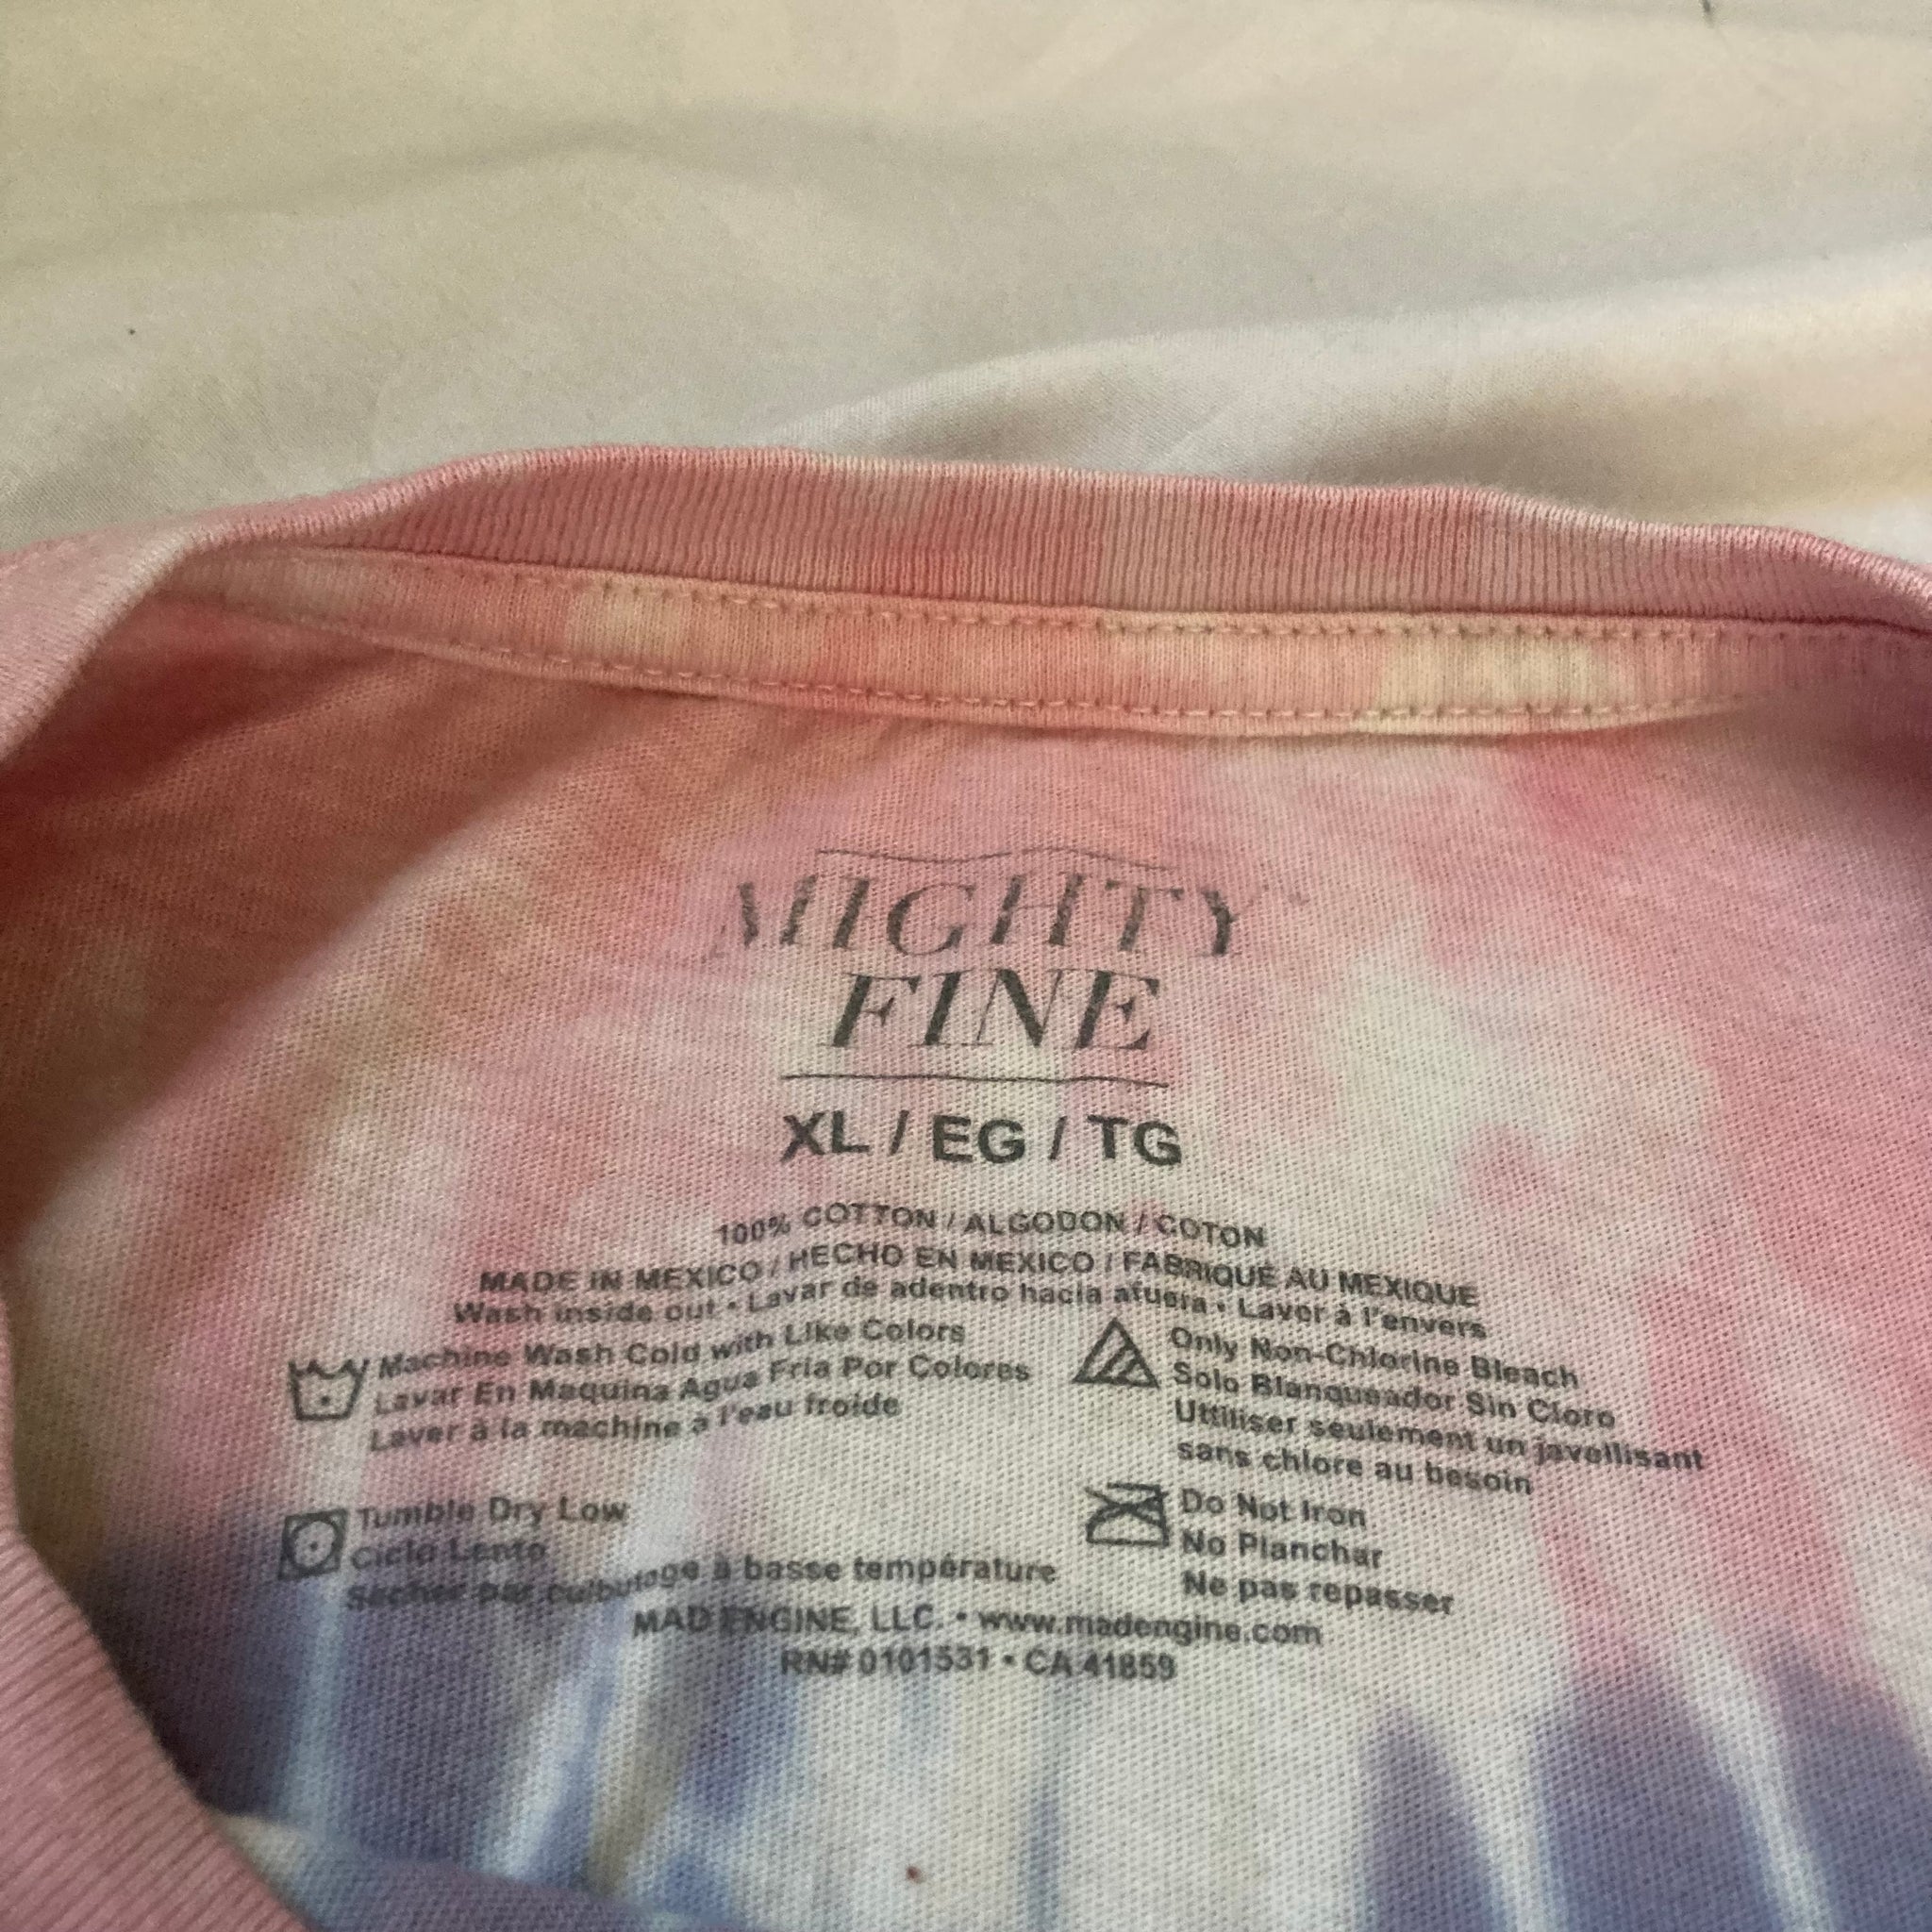 MIGHTY
FINE
XL / EG / TG
100% COTTON / ALGODON / COTON
MADE IN MEXICO / HECHO EN MEXICO / FABRIQUÉ AU MEXIQUE
Wash inside out • Lavar de adentro hacia afuera • Laver à l'envers
Machine Wash Cold with Like Colors
Lavar En Maquina Agua Fria Por Colores
Laver à la machine à l'eau froide
Only Non-Chlorine Bleach
Solo Blanqueador Sin Cloro
Uttiliser seulement un javellisant
sans chlore au besoin
Tumble Dry Low
Ciclo Lento
Sécher par culbutage à basse température
Do Not Iron
No Planchar
Ne pas repasser
MAD ENGINE, LLC. • www.madengine.com
RN# 0101531 • CA 41859